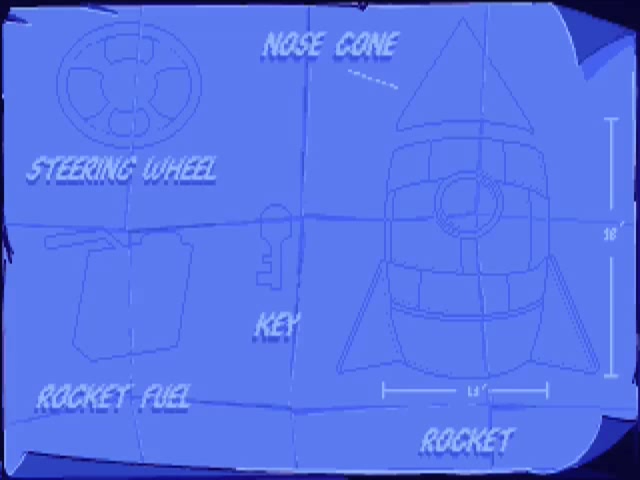 NOSE CONE
STEERING WHEEL
KEY
ROCKET FUEL
ROCKET